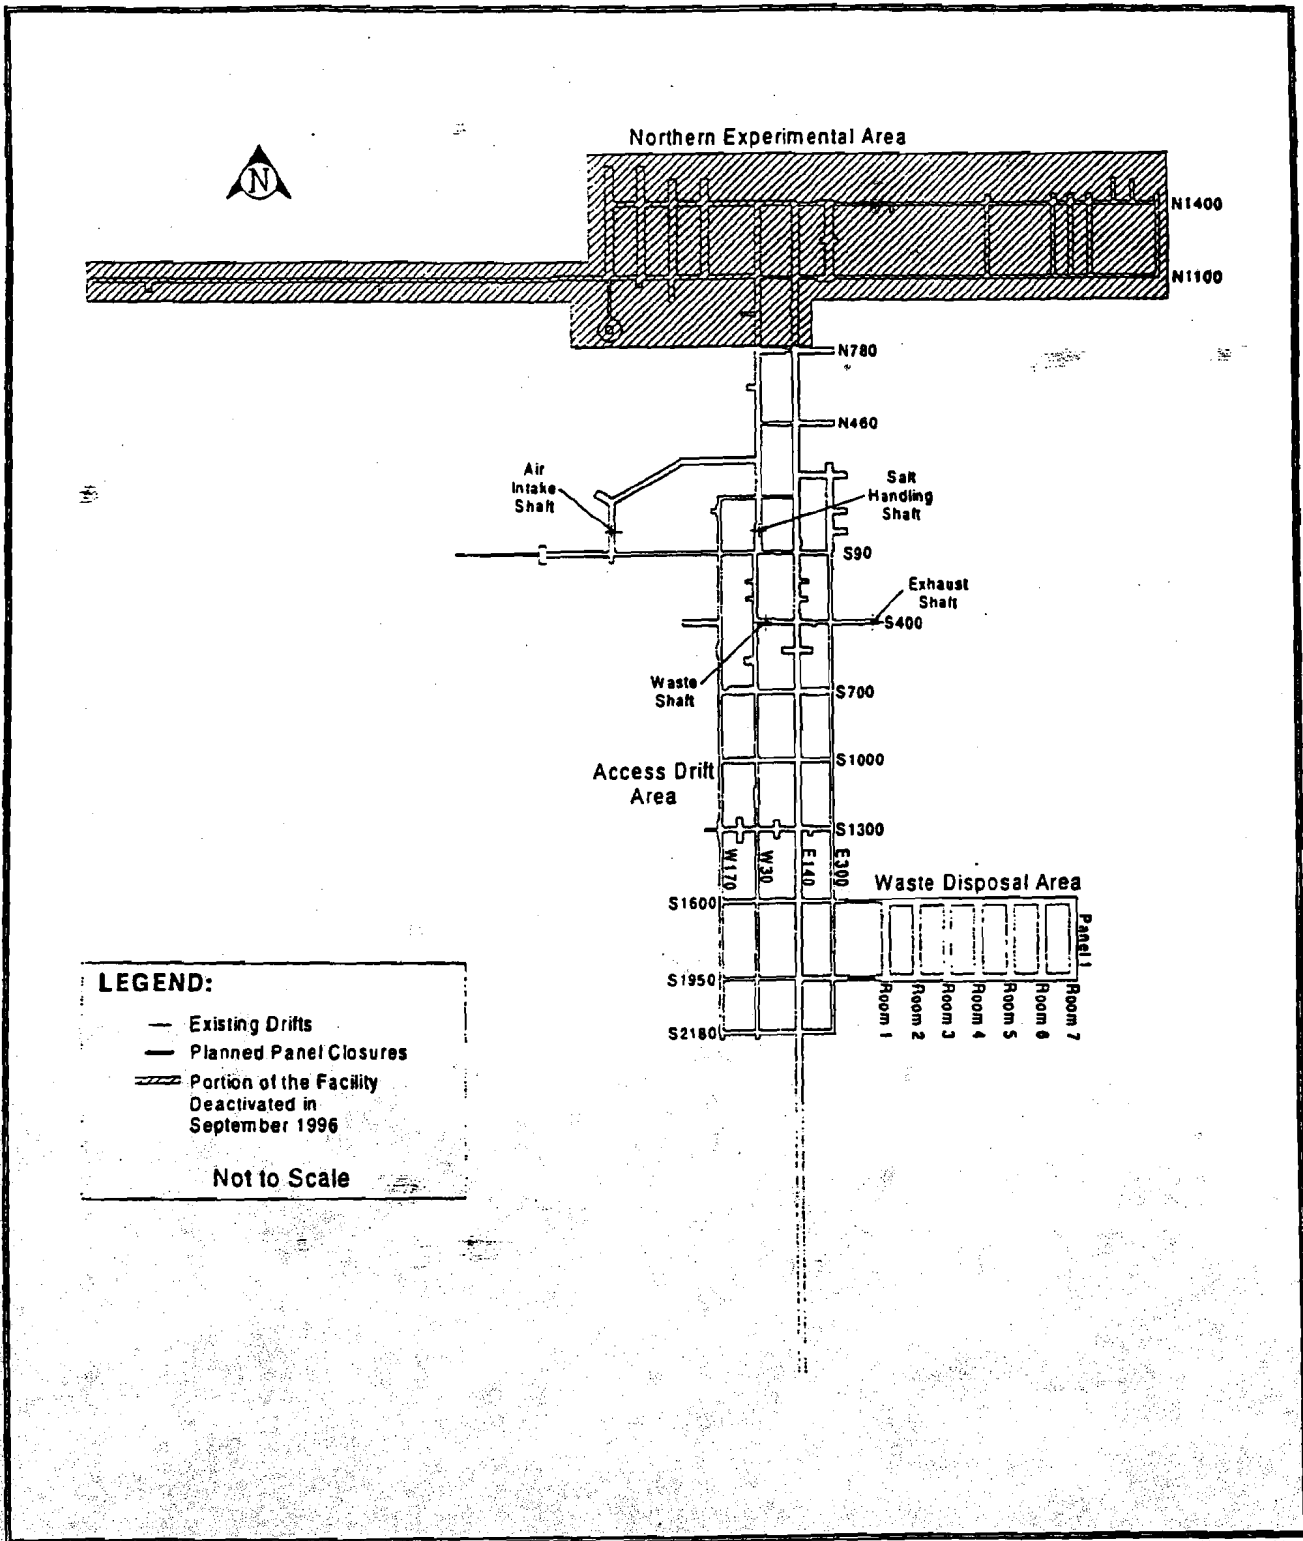 Northern Experimental Area
N
N1400
N1100
N780
N460
Air
Intake
Shaft
Salt
Handling
Shaft
S90
Exhaust
Shaft
S400
Waste
Shaft
S700
S1000
Access Drift
Area
S1300
W170
W30
E140
E300
Waste Disposal Area
S1600
Panel 1
S1950
Room 1
Room 2
Room 3
Room 4
Room 5
Room 6
Room 7
S2180
LEGEND:
Existing Drifts
Planned Panel Closures
Portion of the Facility
Deactivated in
September 1996
Not to Scale